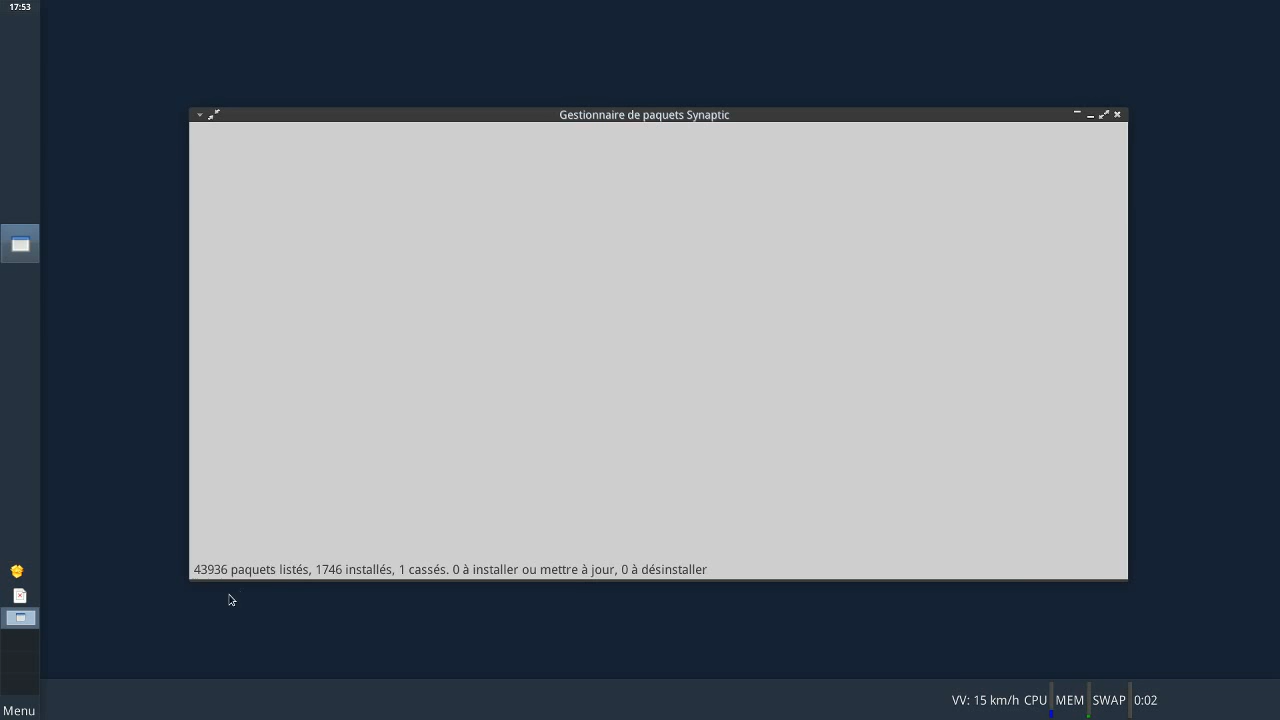 17:53
Gestionnaire de paquets Synaptic
43936 paquets listés, 1746 installés, 1 cassés. 0 à installer ou mettre à jour, 0 à désinstaller
VV: 15 km/h CPU MEM SWAP 0:02
Menu